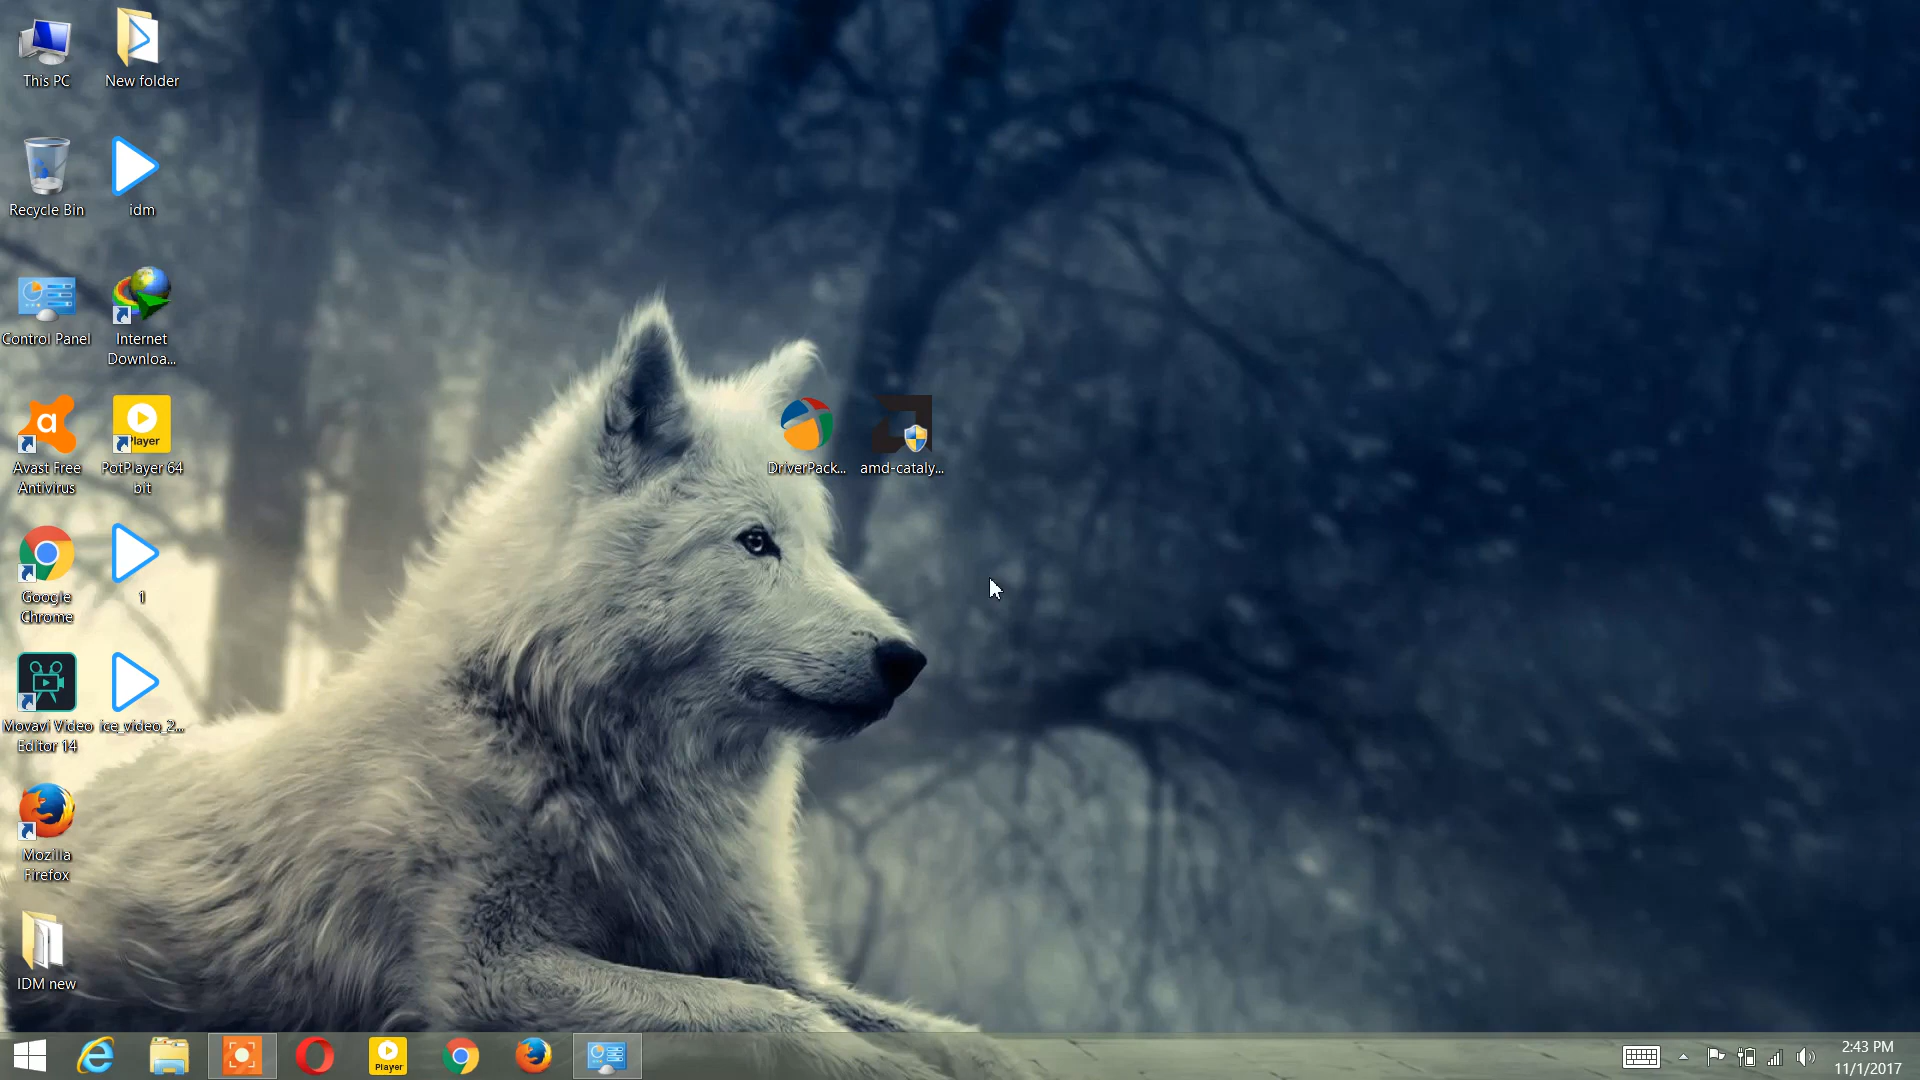 This PC
New folder
Recycle Bin
idm
Control Panel
Internet
Downloa...
Avast Free
Antivirus
Player
PotPlayer 64
bit
DriverPack...
amd-cataly...
Google
Chrome
1
Movavi Video
Editor 14
ice_video_2...
Mozilla
Firefox
IDM new
Player
2:43 PM
11/1/2017